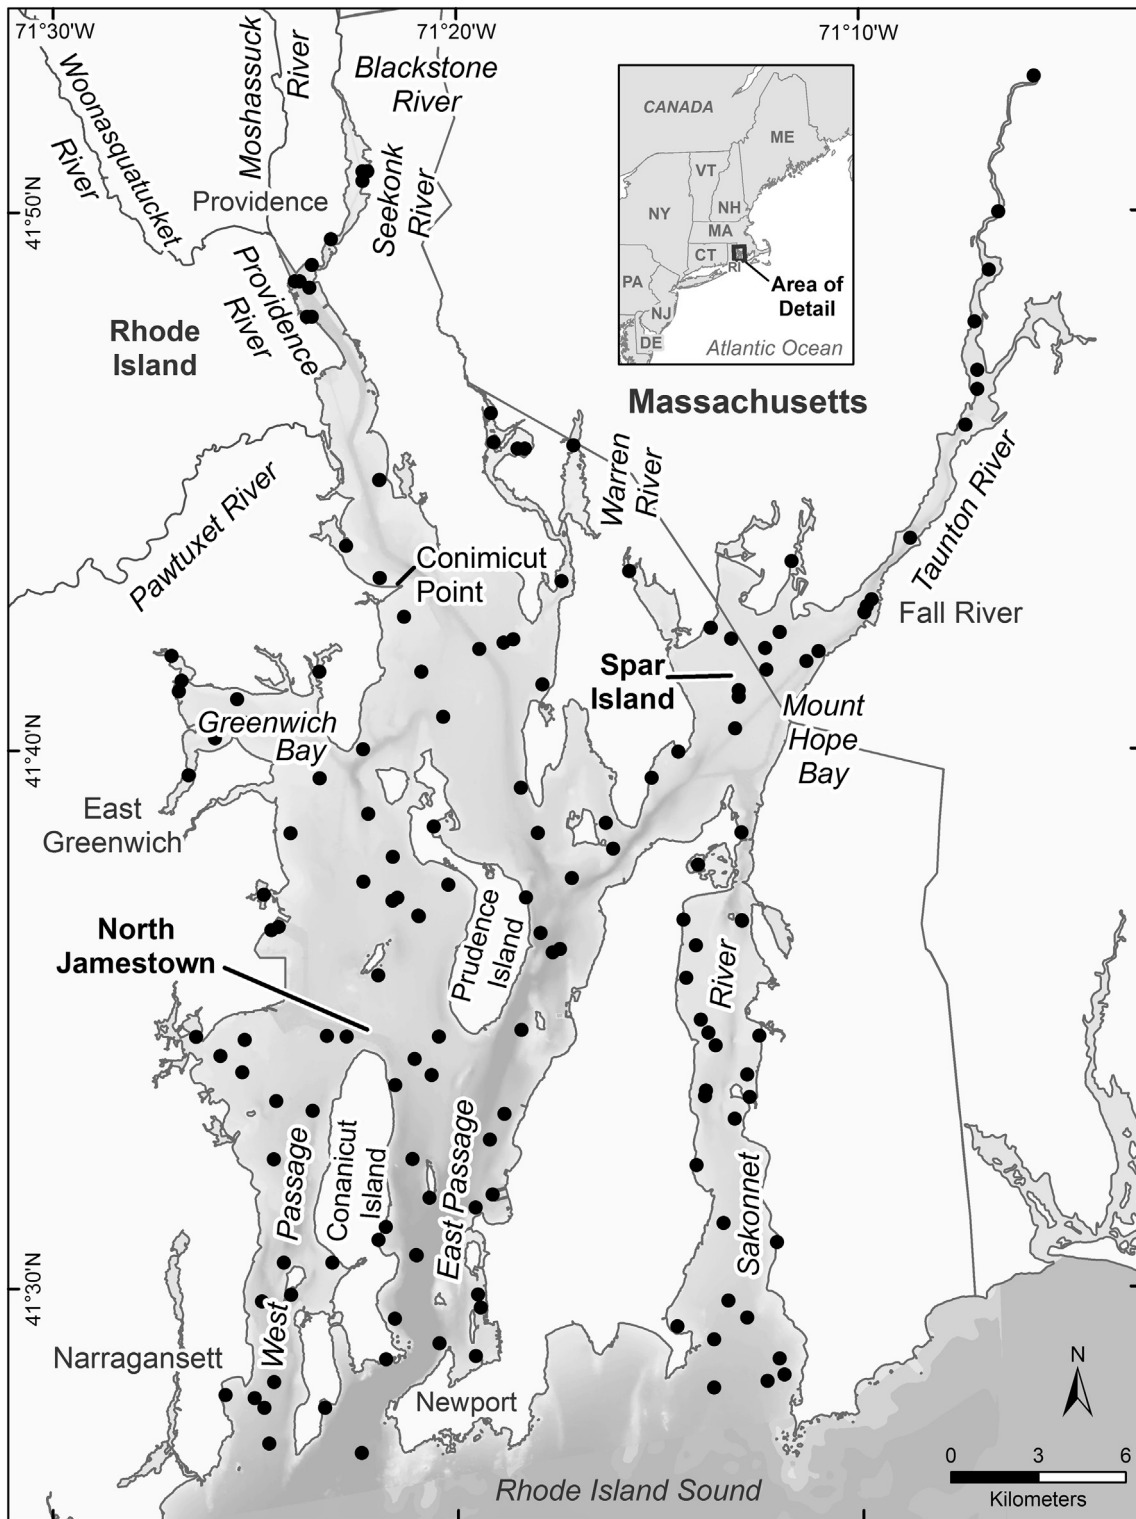 71°30'W
71°20'W
71°10'W
Woonasquatucket
River
Moshassuck
River
Blackstone
River
Seekonk
River
Providence
41°50'N
Providence
River
Rhode
Island
CANADA
ME
VT
NH
NY
MA
CT
RI
PA
NJ
DE
Area of
Detail
Atlantic Ocean
Massachusetts
Warren
River
Pawtuxet River
Taunton River
Conimicut
Point
Fall River
Spar
Island
Greenwich
Bay
Mount
Hope
Bay
41°40'N
East
Greenwich
North
Jamestown
Prudence
Island
River
Sakonnet
Passage
West
Conanicut
Island
East Passage
41°30'N
Narragansett
Newport
Rhode Island Sound
N
0 3 6
Kilometers